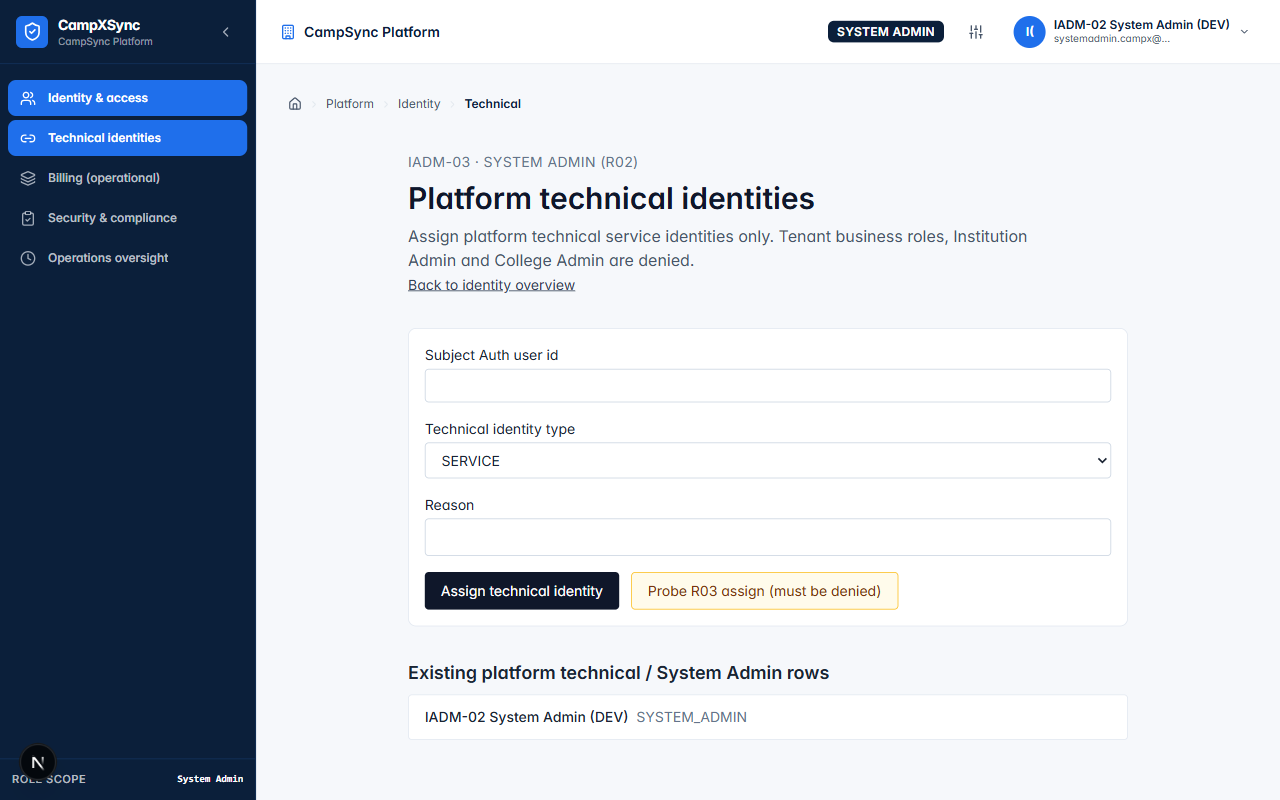 CampXSync
CampSync Platform
Identity & access
Technical identities
Billing (operational)
Security & compliance
Operations oversight
N
ROLE SCOPE
System Admin
CampSync Platform
SYSTEM ADMIN
I(
IADM-02 System Admin (DEV)
systemadmin.campx@...
Platform
Identity
Technical
IADM-03 · SYSTEM ADMIN (R02)
Platform technical identities
Assign platform technical service identities only. Tenant business roles, Institution
Admin and College Admin are denied.
Back to identity overview
Subject Auth user id
Technical identity type
SERVICE
Reason
Assign technical identity
Probe R03 assign (must be denied)
Existing platform technical / System Admin rows
IADM-02 System Admin (DEV) SYSTEM_ADMIN